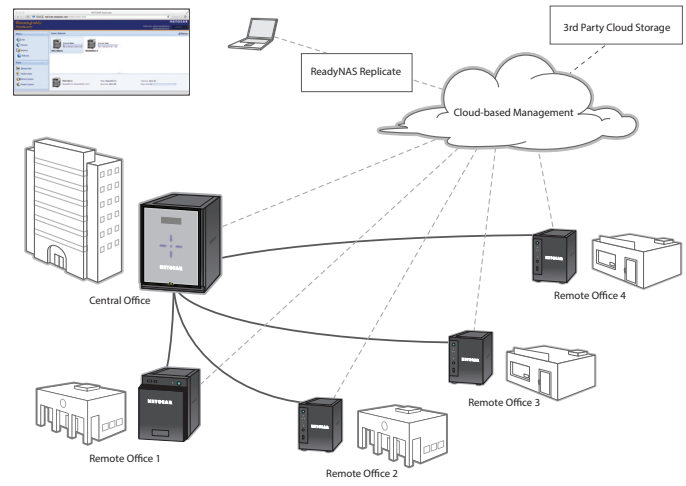 3rd Party Cloud Storage
ReadyNAS Replicate
Cloud-based Management
NETGEAR
Central Office
NETGEAR
Remote Office 4
NETGEAR
Remote Office 3
NETGEAR
Remote Office 1
NETGEAR
Remote Office 2